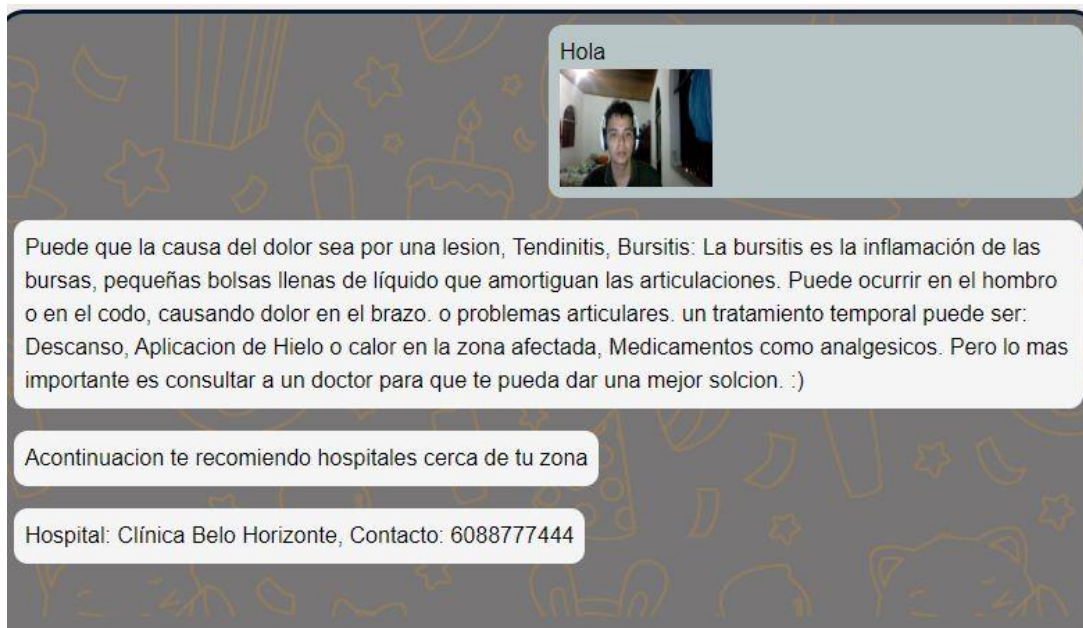 Hola
Puede que la causa del dolor sea por una lesion, Tendinitis, Bursitis: La bursitis es la inflamación de las
bursas, pequeñas bolsas llenas de líquido que amortiguan las articulaciones. Puede ocurrir en el hombro
o en el codo, causando dolor en el brazo. o problemas articulares. un tratamiento temporal puede ser:
Descanso, Aplicacion de Hielo o calor en la zona afectada, Medicamentos como analgesicos. Pero lo mas
importante es consultar a un doctor para que te pueda dar una mejor solcion. :)
Acontinuacion te recomiendo hospitales cerca de tu zona
Hospital: Clínica Belo Horizonte, Contacto: 6088777444